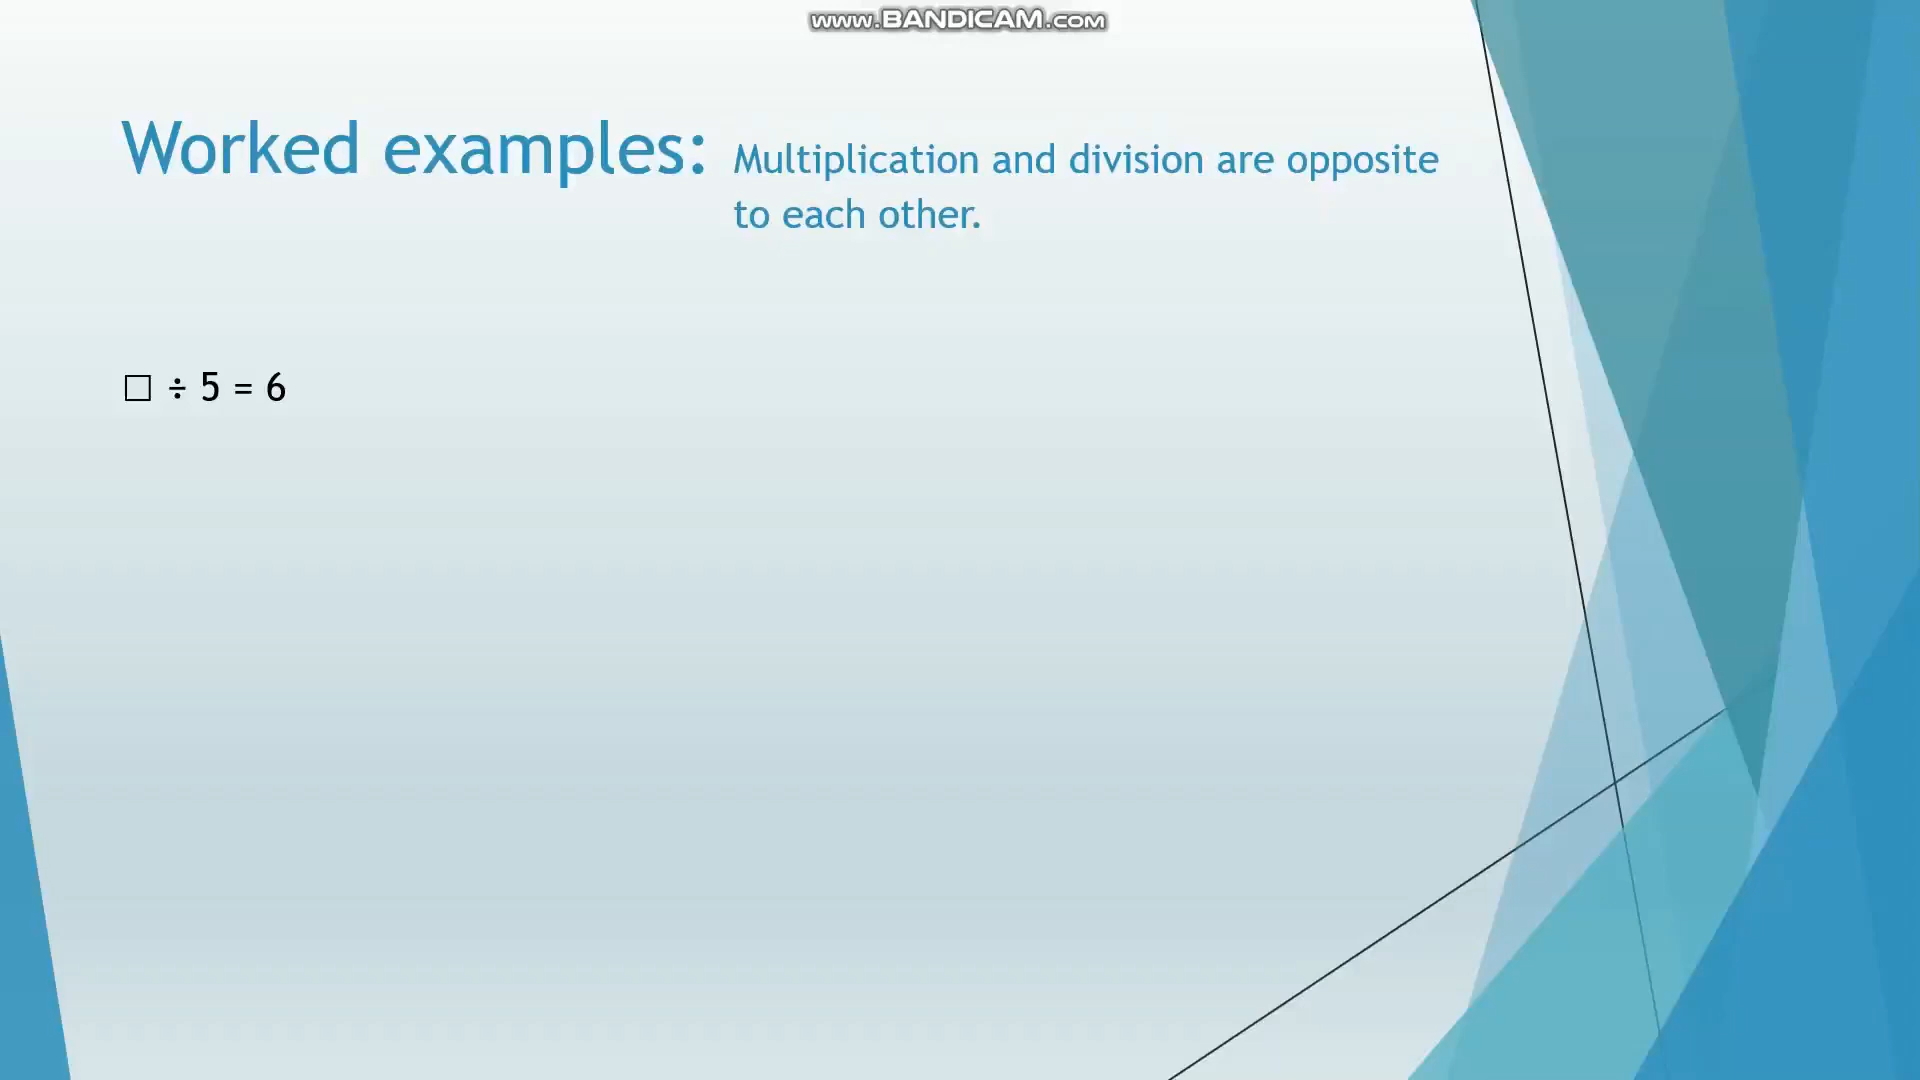 www.BANDICAM.com
Worked examples: Multiplication and division are opposite
to each other.
□ ÷ 5 = 6